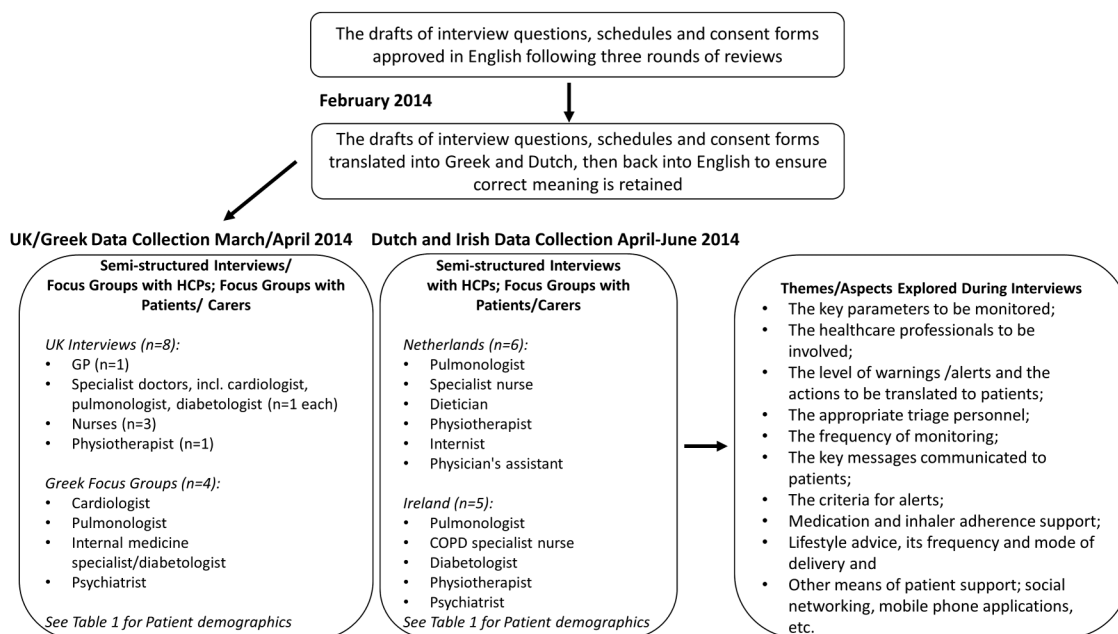 The drafts of interview questions, schedules and consent forms
approved in English following three rounds of reviews
February 2014
The drafts of interview questions, schedules and consent forms
translated into Greek and Dutch, then back into English to ensure
correct meaning is retained
UK/Greek Data Collection March/April 2014
Semi-structured Interviews/
Focus Groups with HCPs; Focus Groups with
Patients/ Carers
UK Interviews (n=8):
• GP (n=1)
• Specialist doctors, incl. cardiologist,
pulmonologist, diabetologist (n=1 each)
• Nurses (n=3)
• Physiotherapist (n=1)
Greek Focus Groups (n=4):
• Cardiologist
• Pulmonologist
• Internal medicine
specialist/diabetologist
• Psychiatrist
See Table 1 for Patient demographics
Dutch and Irish Data Collection April-June 2014
Semi-structured Interviews
with HCPs; Focus Groups with
Patients/Carers
Netherlands (n=6):
• Pulmonologist
• Specialist nurse
• Dietician
• Physiotherapist
• Internist
• Physician's assistant
Ireland (n=5):
• Pulmonologist
• COPD specialist nurse
• Diabetologist
• Physiotherapist
• Psychiatrist
See Table 1 for Patient demographics
Themes/Aspects Explored During Interviews
• The key parameters to be monitored;
• The healthcare professionals to be
involved;
• The level of warnings /alerts and the
actions to be translated to patients;
• The appropriate triage personnel;
• The frequency of monitoring;
• The key messages communicated to
patients;
• The criteria for alerts;
• Medication and inhaler adherence support;
• Lifestyle advice, its frequency and mode of
delivery and
• Other means of patient support; social
networking, mobile phone applications,
etc.